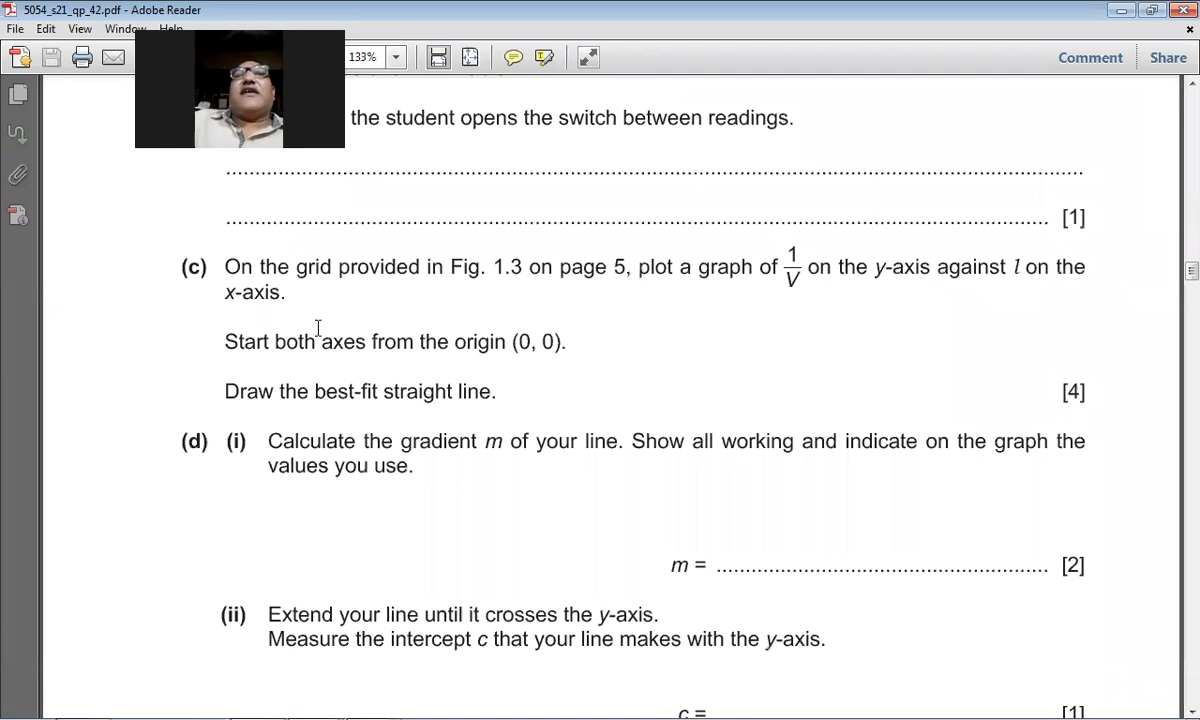 5054_s21_qp_42.pdf - Adobe Reader
File Edit View Window Help
133%
Comment Share
the student opens the switch between readings.
................................................................................................................................................
.......................................................................................................................................... [1]
(c) On the grid provided in Fig. 1.3 on page 5, plot a graph of 1/V on the y-axis against l on the
x-axis.
Start both axes from the origin (0, 0).
Draw the best-fit straight line. [4]
(d) (i) Calculate the gradient m of your line. Show all working and indicate on the graph the
values you use.
m = ........................................................ [2]
(ii) Extend your line until it crosses the y-axis.
Measure the intercept c that your line makes with the y-axis.
c = [1]